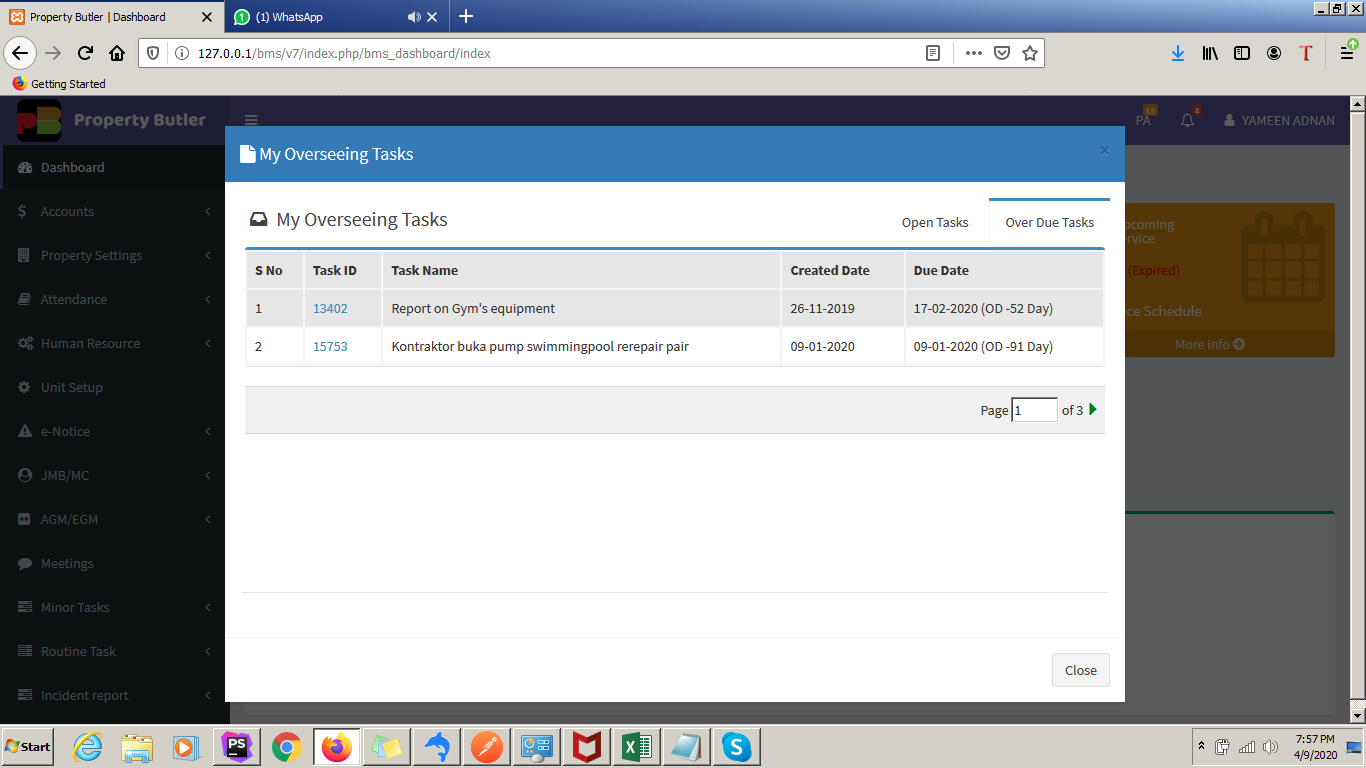 Property Butler | Dashboard
(1) WhatsApp
127.0.0.1/bms/v7/index.php/bms_dashboard/index
Getting Started
Property Butler
PA
15
4
YAMEEN ADNAN
Dashboard
Accounts
Property Settings
Attendance
Human Resource
Unit Setup
e-Notice
JMB/MC
AGM/EGM
Meetings
Minor Tasks
Routine Task
Incident report
My Overseeing Tasks
×
My Overseeing Tasks
Open Tasks
Over Due Tasks
S No Task ID Task Name Created Date Due Date
1 13402 Report on Gym's equipment 26-11-2019 17-02-2020 (OD -52 Day)
2 15753 Kontraktor buka pump swimmingpool rerepair pair 09-01-2020 09-01-2020 (OD -91 Day)
Page 1 of 3
Close
pcoming
rvice
(Expired)
ce Schedule
More info
Start
7:57 PM
4/9/2020